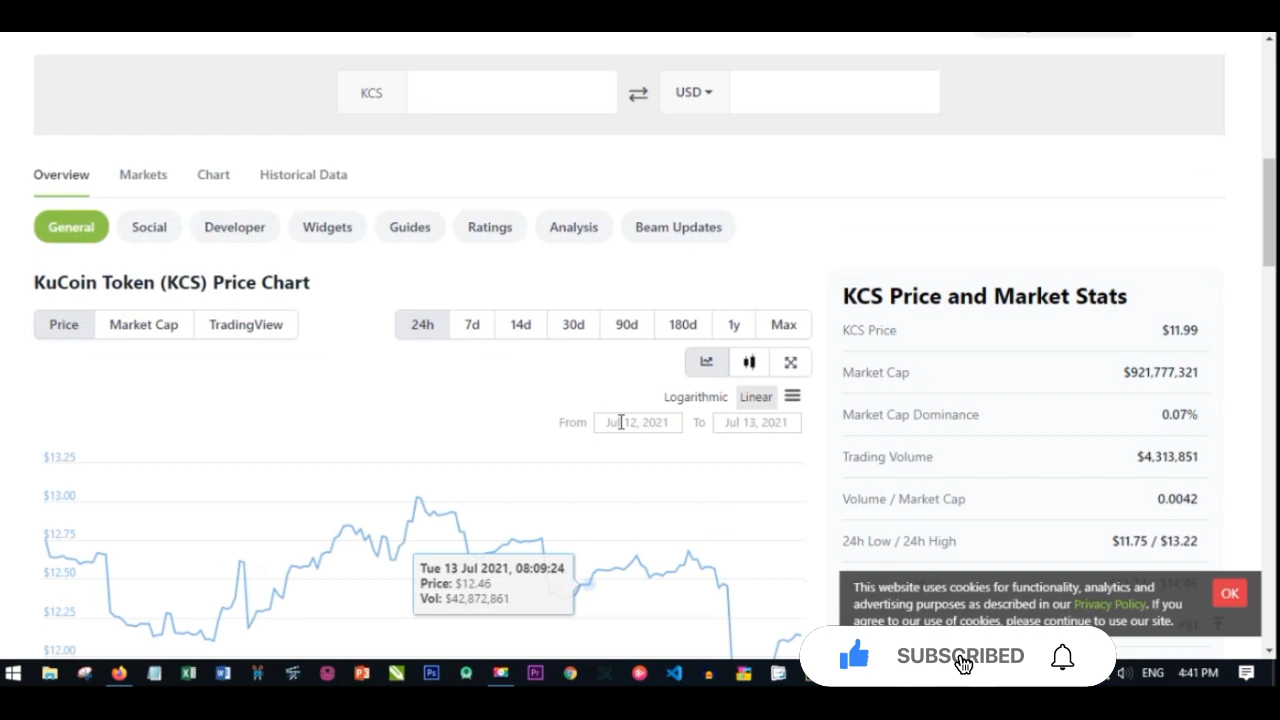 KCS
USD
Overview Markets Chart Historical Data
General Social Developer Widgets Guides Ratings Analysis Beam Updates
KuCoin Token (KCS) Price Chart
Price Market Cap TradingView
24h 7d 14d 30d 90d 180d 1y Max
Logarithmic Linear
From Jul 12, 2021 To Jul 13, 2021
$13.25
$13.00
$12.75
$12.50
$12.25
$12.00
Tue 13 Jul 2021, 08:09:24
Price: $12.46
Vol: $42,872,861
KCS Price and Market Stats
KCS Price $11.99
Market Cap $921,777,321
Market Cap Dominance 0.07%
Trading Volume $4,313,851
Volume / Market Cap 0.0042
24h Low / 24h High $11.75 / $13.22
This website uses cookies for functionality, analytics and
advertising purposes as described in our Privacy Policy. If you
agree to our use of cookies, please continue to use our site.
OK
SUBSCRIBED
ENG 4:41 PM